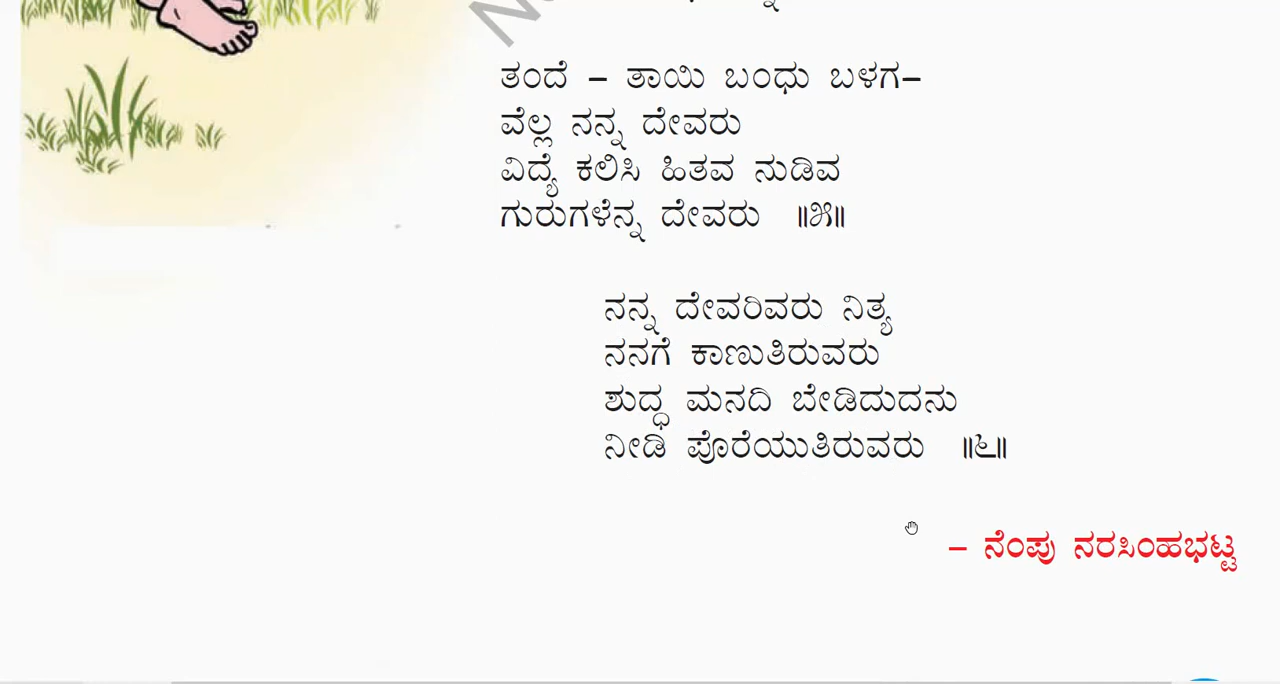 ತಂದೆ – ತಾಯಿ ಬಂಧು ಬಳಗ–
ವೆಲ್ಲ ನನ್ನ ದೇವರು
ವಿದ್ಯೆ ಕಲಿಸಿ ಹಿತವ ನುಡಿವ
ಗುರುಗಳೆನ್ನ ದೇವರು ॥೫॥
ನನ್ನ ದೇವರಿವರು ನಿತ್ಯ
ನನಗೆ ಕಾಣುತಿರುವರು
ಶುದ್ಧ ಮನದಿ ಬೇಡಿದುದನು
ನೀಡಿ ಪೊರೆಯುತಿರುವರು ॥೬॥
– ನೆಂಪು ನರಸಿಂಹಭಟ್ಟ